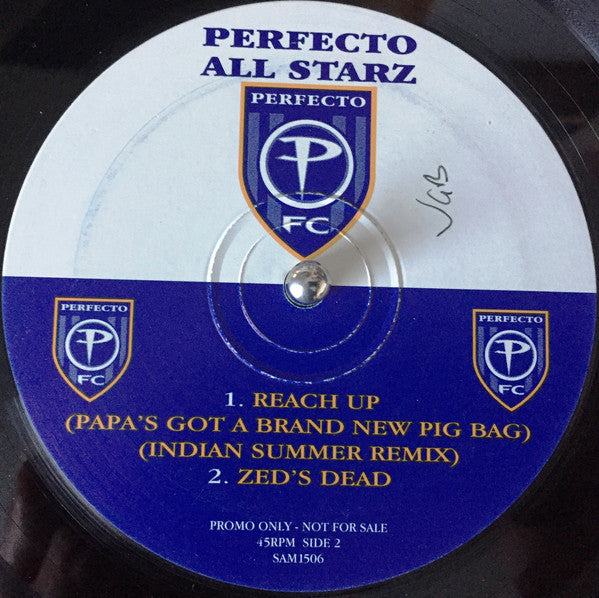 PERFECTO
ALL STARZ
PERFECTO
P
FC
JGB
PERFECTO
P
FC
PERFECTO
P
FC
1. REACH UP
(PAPA'S GOT A BRAND NEW PIG BAG)
(INDIAN SUMMER REMIX)
2. ZED'S DEAD
PROMO ONLY - NOT FOR SALE
45RPM SIDE 2
SAM1506